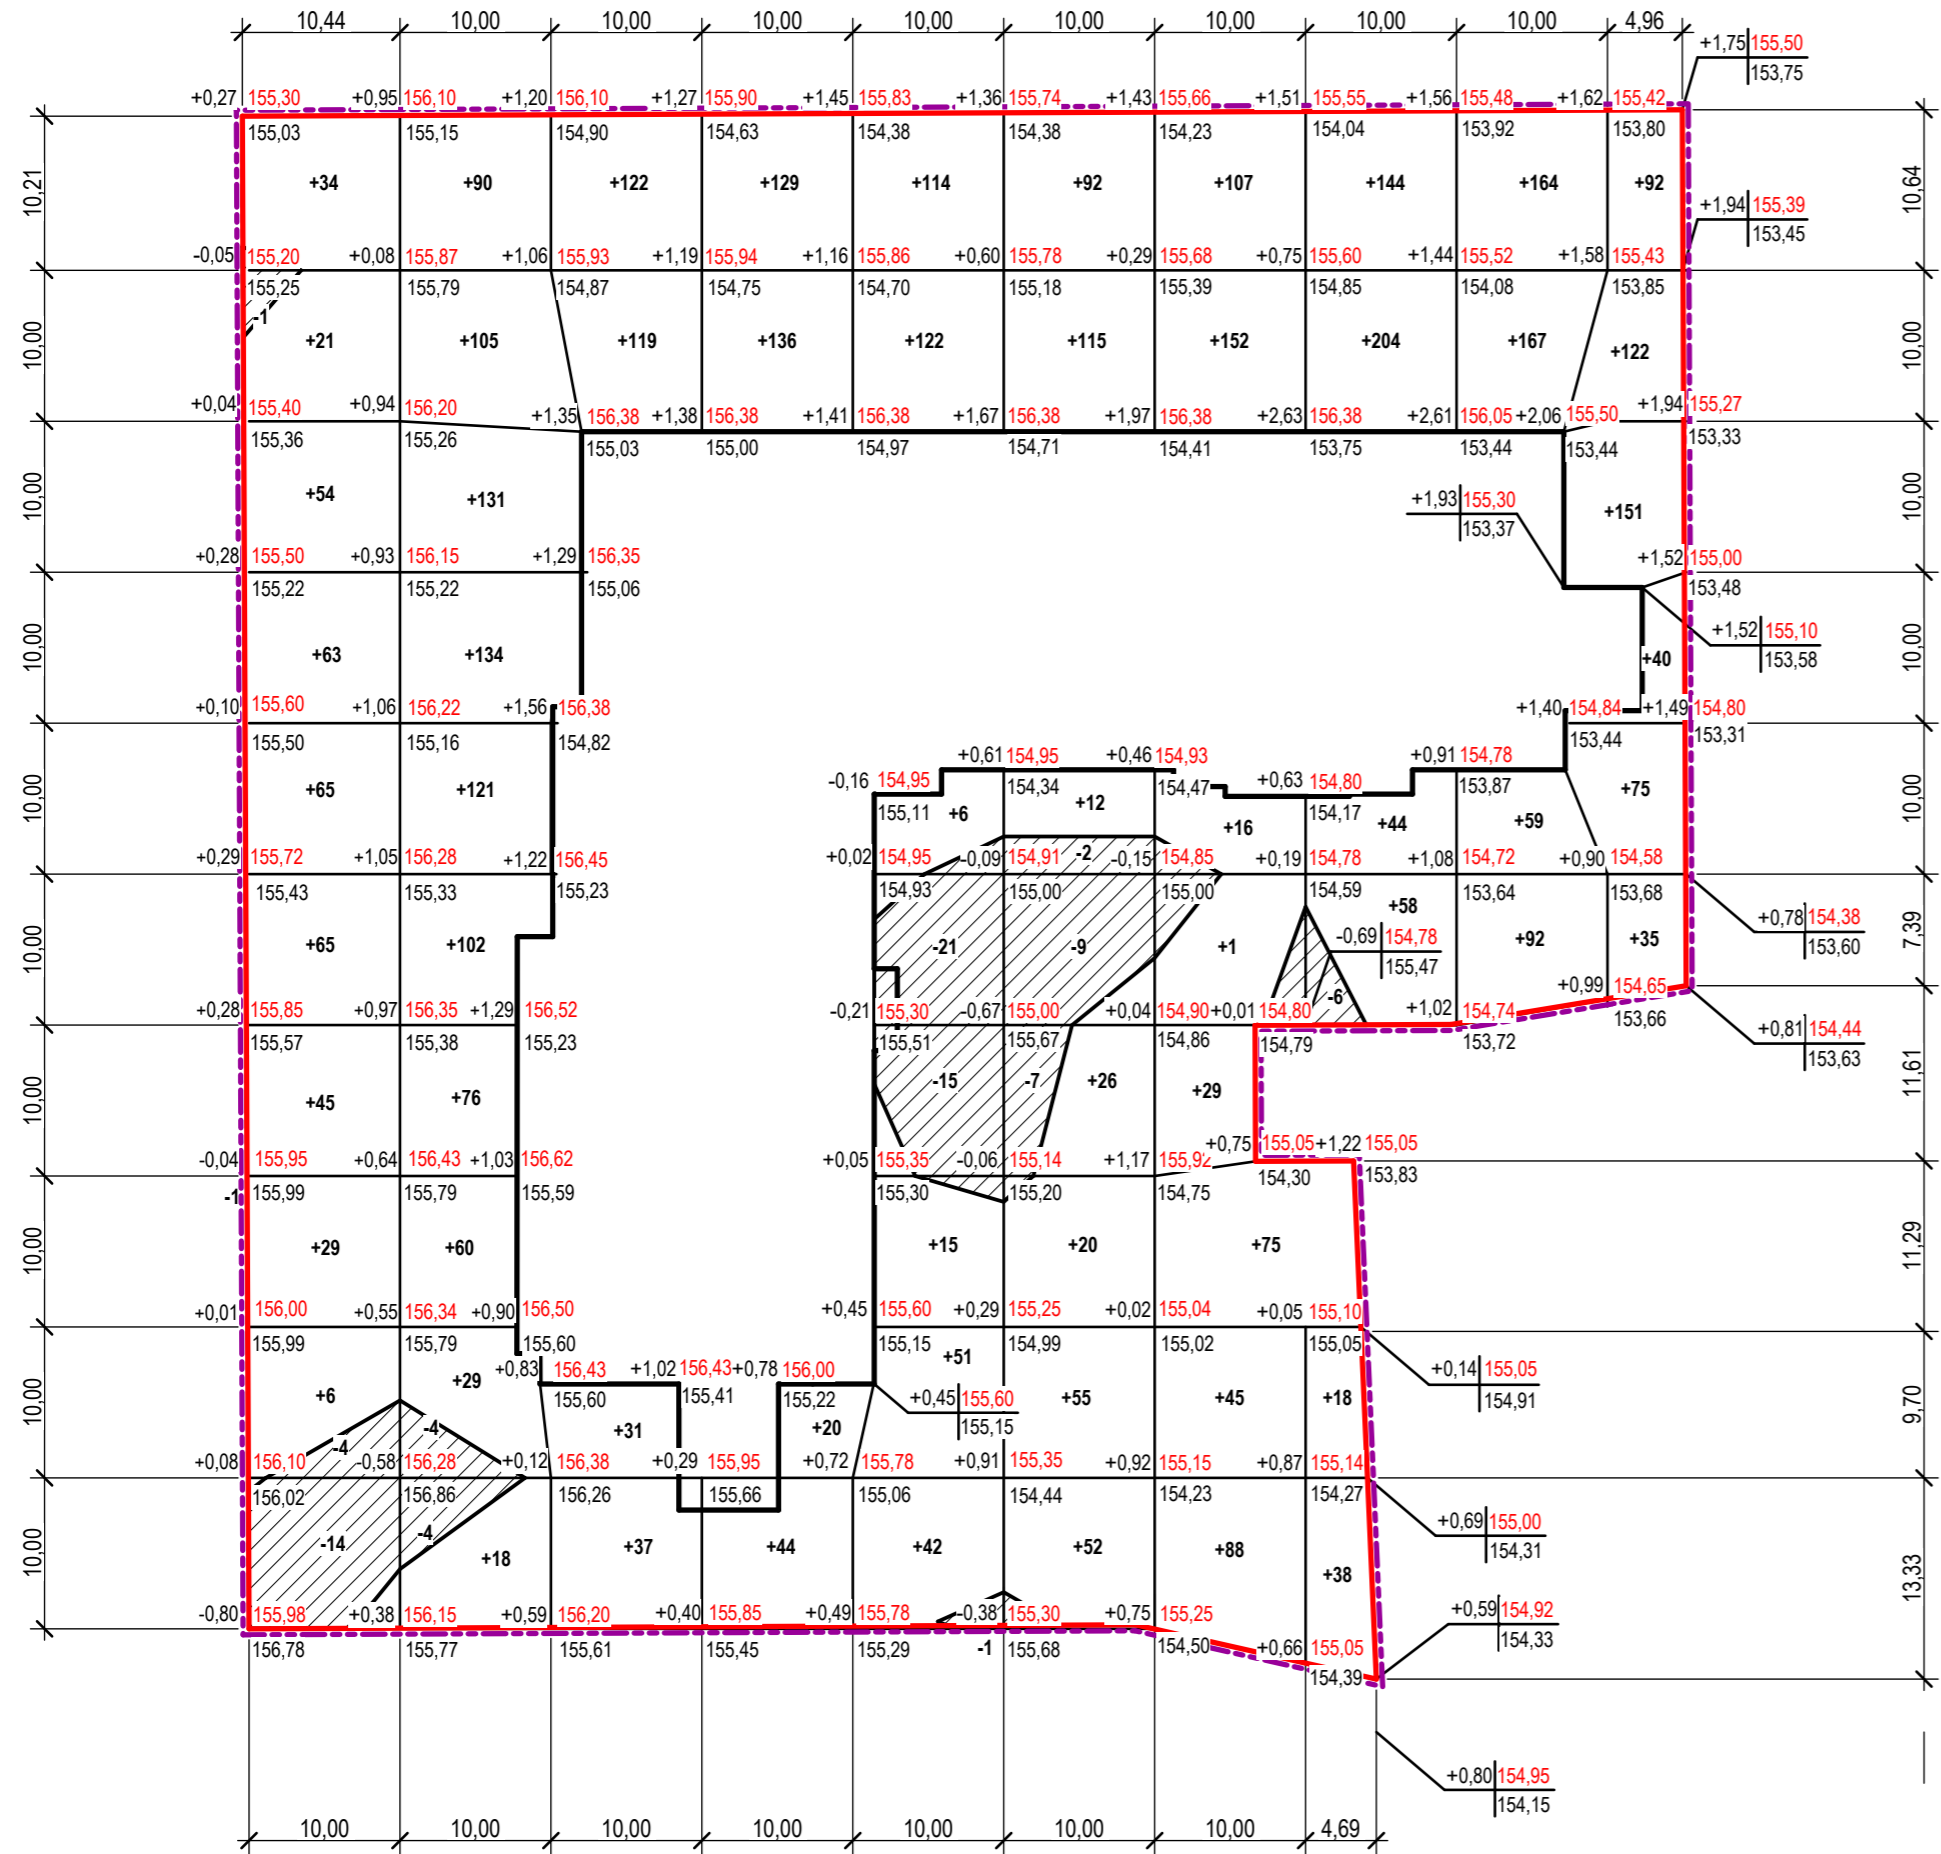 10,44 10,00 10,00 10,00 10,00 10,00 10,00 10,00 10,00 4,96
+1,75 155,50
153,75
+0,27 155,30 +0,95 156,10 +1,20 156,10 +1,27 155,90 +1,45 155,83 +1,36 155,74 +1,43 155,66 +1,51 155,55 +1,56 155,48 +1,62 155,42
155,03 155,15 154,90 154,63 154,38 154,38 154,23 154,04 153,92 153,80
10,21 +34 +90 +122 +129 +114 +92 +107 +144 +164 +92 10,64
+1,94 155,39
153,45
-0,05 155,20 +0,08 155,87 +1,06 155,93 +1,19 155,94 +1,16 155,86 +0,60 155,78 +0,29 155,68 +0,75 155,60 +1,44 155,52 +1,58 155,43
155,25 155,79 154,87 154,75 154,70 155,18 155,39 154,85 154,08 153,85
-1
10,00 +21 +105 +119 +136 +122 +115 +152 +204 +167 +122 10,00
+0,04 155,40 +0,94 156,20 +1,35 156,38 +1,38 156,38 +1,41 156,38 +1,67 156,38 +1,97 156,38 +2,63 156,38 +2,61 156,05 +2,06 155,50 +1,94 155,27
155,36 155,26 155,03 155,00 154,97 154,71 154,41 153,75 153,44 153,44 153,33
10,00 +54 +131 +1,93 155,30 +151 10,00
153,37
+0,28 155,50 +0,93 156,15 +1,29 156,35 +1,52 155,00
155,22 155,22 155,06 153,48
+1,52 155,10
153,58
10,00 +63 +134 +40 10,00
+0,10 155,60 +1,06 156,22 +1,56 156,38 +1,40 154,84 +1,49 154,80
155,50 155,16 154,82 153,44 153,31
-0,16 154,95 +0,61 154,95 +0,46 154,93 +0,63 154,80 +0,91 154,78
155,11 154,34 154,47 154,17 153,87
10,00 +65 +121 +6 +12 +16 +44 +59 +75 10,00
-2
+0,29 155,72 +1,05 156,28 +1,22 156,45 +0,02 154,95 -0,09 154,91 -0,15 154,85 +0,19 154,78 +1,08 154,72 +0,90 154,58
155,43 155,33 155,23 154,93 155,00 155,00 154,59 153,64 153,68
+0,78 154,38
153,60
10,00 +65 +102 -21 -9 +1 +58 +92 +35 7,39
-0,69 154,78
155,47
-6
+0,28 155,85 +0,97 156,35 +1,29 156,52 -0,21 155,30 -0,67 155,00 +0,04 154,90 +0,01 154,80 +1,02 154,74 +0,99 154,65
155,57 155,38 155,23 155,51 155,67 154,86 154,79 153,72 153,66
+0,81 154,44
153,63
10,00 +45 +76 -15 -7 +26 +29 11,61
-0,04 155,95 +0,64 156,43 +1,03 156,62 +0,05 155,35 -0,06 155,14 +1,17 155,92 +0,75 155,05 +1,22 155,05
-1 155,99 155,79 155,59 155,30 155,20 154,75 154,30 153,83
10,00 +29 +60 +15 +20 +75 11,29
+0,01 156,00 +0,55 156,34 +0,90 156,50 +0,45 155,60 +0,29 155,25 +0,02 155,04 +0,05 155,10
155,99 155,79 155,60 155,15 154,99 155,02 155,05
+0,14 155,05
154,91
+0,83 156,43 +1,02 156,43 +0,78 156,00
155,60 155,41 155,22
+0,45 155,60
155,15
10,00 +6 +29 +31 +20 +51 +55 +45 +18 9,70
-4 -4
+0,08 156,10 -0,58 156,28 +0,12 156,38 +0,29 155,95 +0,72 155,78 +0,91 155,35 +0,92 155,15 +0,87 155,14
156,02 156,86 156,26 155,66 155,06 154,44 154,23 154,27
+0,69 155,00
154,31
10,00 -14 -4 +18 +37 +44 +42 +52 +88 +38 13,33
+0,59 154,92
154,33
-0,80 155,98 +0,38 156,15 +0,59 156,20 +0,40 155,85 +0,49 155,78 -0,38 155,30 +0,75 155,25 +0,66 155,05
156,78 155,77 155,61 155,45 155,29 -1 155,68 154,50 154,39
+0,80 154,95
154,15
10,00 10,00 10,00 10,00 10,00 10,00 10,00 4,69